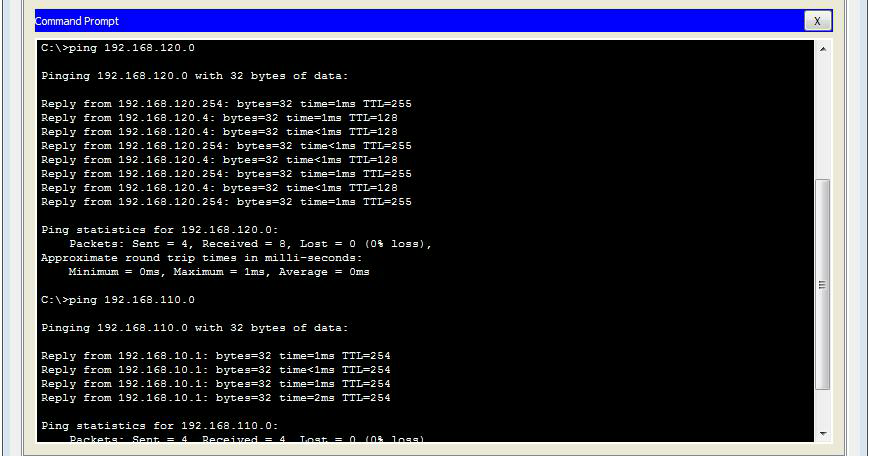 Command Prompt
X
C:\>ping 192.168.120.0
Pinging 192.168.120.0 with 32 bytes of data:
Reply from 192.168.120.254: bytes=32 time=1ms TTL=255
Reply from 192.168.120.4: bytes=32 time=1ms TTL=128
Reply from 192.168.120.4: bytes=32 time<1ms TTL=128
Reply from 192.168.120.254: bytes=32 time<1ms TTL=255
Reply from 192.168.120.4: bytes=32 time<1ms TTL=128
Reply from 192.168.120.254: bytes=32 time=1ms TTL=255
Reply from 192.168.120.4: bytes=32 time<1ms TTL=128
Reply from 192.168.120.254: bytes=32 time=1ms TTL=255
Ping statistics for 192.168.120.0:
Packets: Sent = 4, Received = 8, Lost = 0 (0% loss),
Approximate round trip times in milli-seconds:
Minimum = 0ms, Maximum = 1ms, Average = 0ms
C:\>ping 192.168.110.0
Pinging 192.168.110.0 with 32 bytes of data:
Reply from 192.168.10.1: bytes=32 time=1ms TTL=254
Reply from 192.168.10.1: bytes=32 time<1ms TTL=254
Reply from 192.168.10.1: bytes=32 time=1ms TTL=254
Reply from 192.168.10.1: bytes=32 time=2ms TTL=254
Ping statistics for 192.168.110.0:
Packets: Sent = 4, Received = 4, Lost = 0 (0% loss),